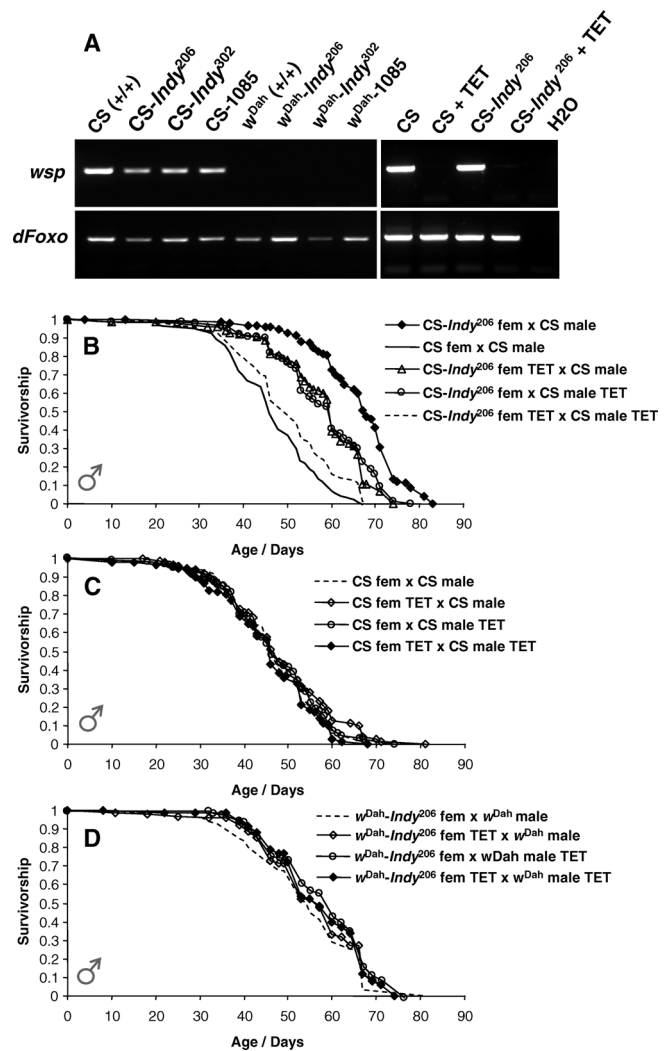 A
CS (+/+)
CS-Indy206
CS-Indy302
CS-1085
wDah (+/+)
wDah-Indy206
wDah-Indy302
wDah-1085
CS
CS + TET
CS-Indy206
CS-Indy206 + TET
H2O
wsp
dFoxo
B
CS-Indy206 fem x CS male
CS fem x CS male
CS-Indy206 fem TET x CS male
CS-Indy206 fem x CS male TET
CS-Indy206 fem TET x CS male TET
Survivorship
1
0.9
0.8
0.7
0.6
0.5
0.4
0.3
0.2
0.1
0
♂
0 10 20 30 40 50 60 70 80 90
Age / Days
C
CS fem x CS male
CS fem TET x CS male
CS fem x CS male TET
CS fem TET x CS male TET
Survivorship
1
0.9
0.8
0.7
0.6
0.5
0.4
0.3
0.2
0.1
0
♂
0 10 20 30 40 50 60 70 80 90
Age / Days
D
wDah-Indy206 fem x wDah male
wDah-Indy206 fem TET x wDah male
wDah-Indy206 fem x wDah male TET
wDah-Indy206 fem TET x wDah male TET
Survivorship
1
0.9
0.8
0.7
0.6
0.5
0.4
0.3
0.2
0.1
0
♂
0 10 20 30 40 50 60 70 80 90
Age / Days